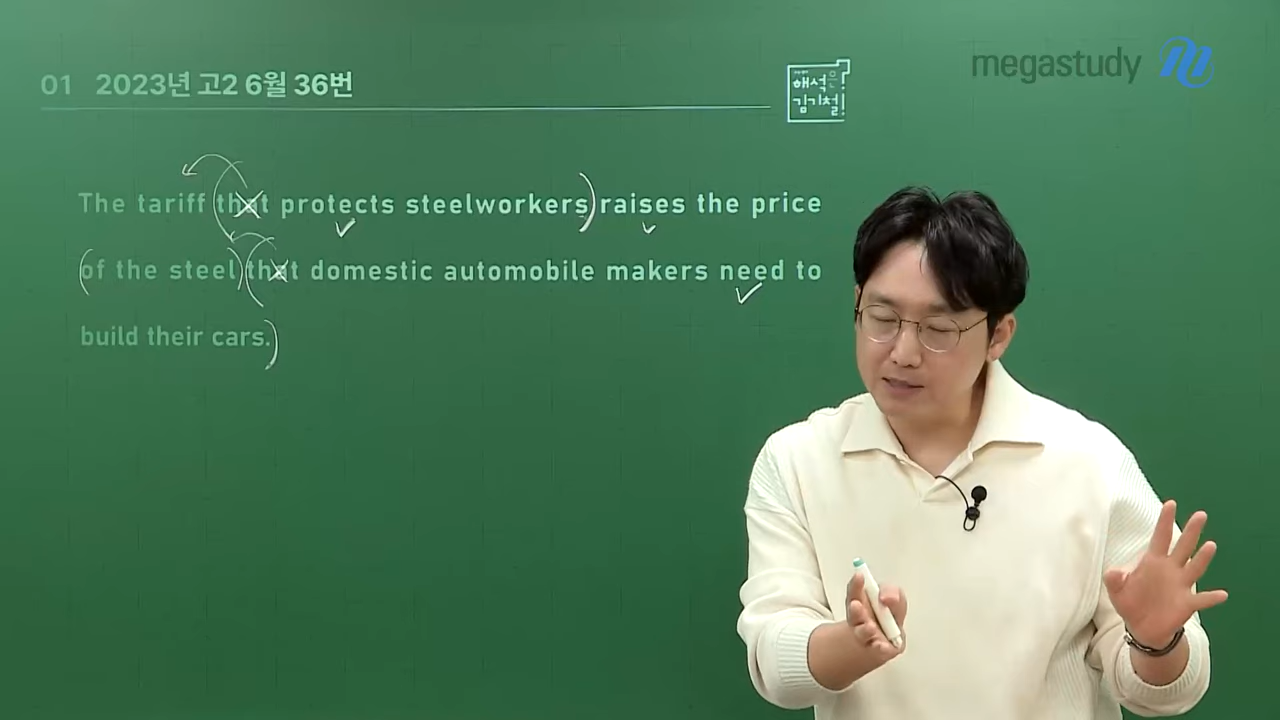 megastudy
01 2023년 고2 6월 36번
해석은
김기철!
The tariff that protects steelworkers raises the price
of the steel that domestic automobile makers need to
build their cars.